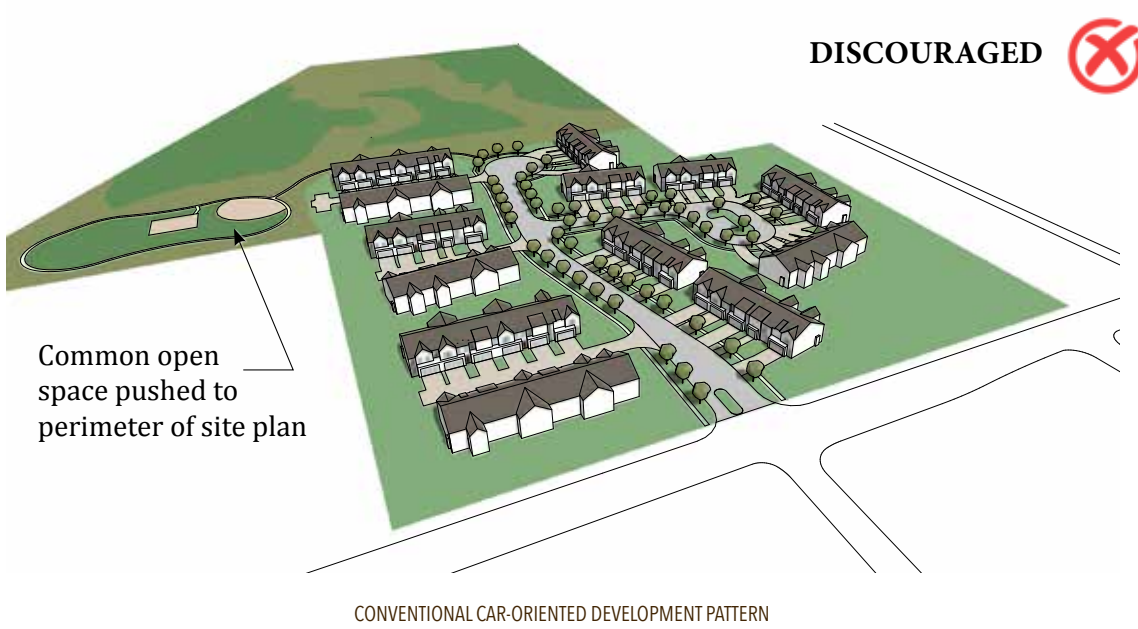 DISCOURAGED
Common open
space pushed to
perimeter of site plan
CONVENTIONAL CAR-ORIENTED DEVELOPMENT PATTERN